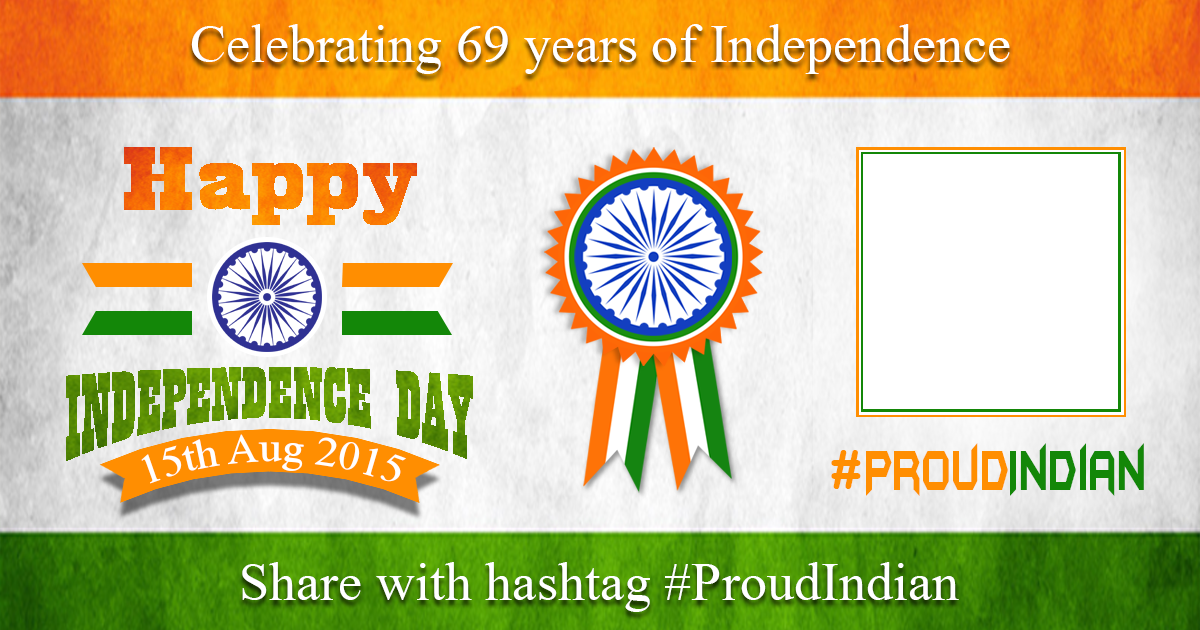 Celebrating 69 years of Independence
Happy
INDEPENDENCE DAY
15th Aug 2015
#PROUDINDIAN
Share with hashtag #ProudIndian